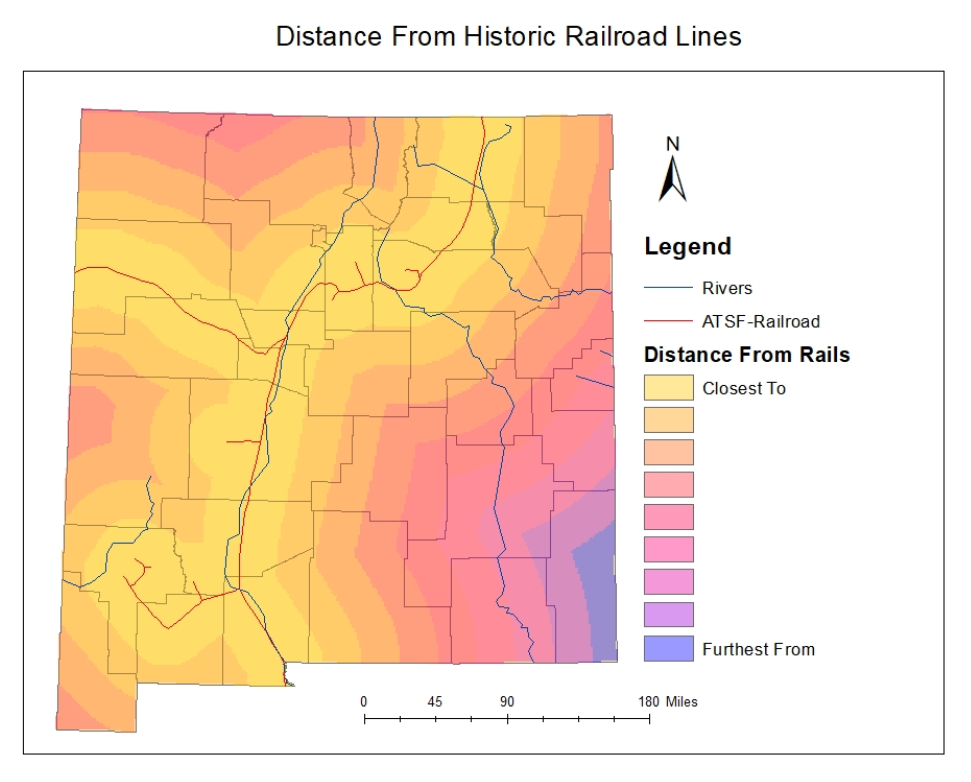 Distance From Historic Railroad Lines
N
Legend
Rivers
ATSF-Railroad
Distance From Rails
Closest To
Furthest From
0 45 90 180 Miles